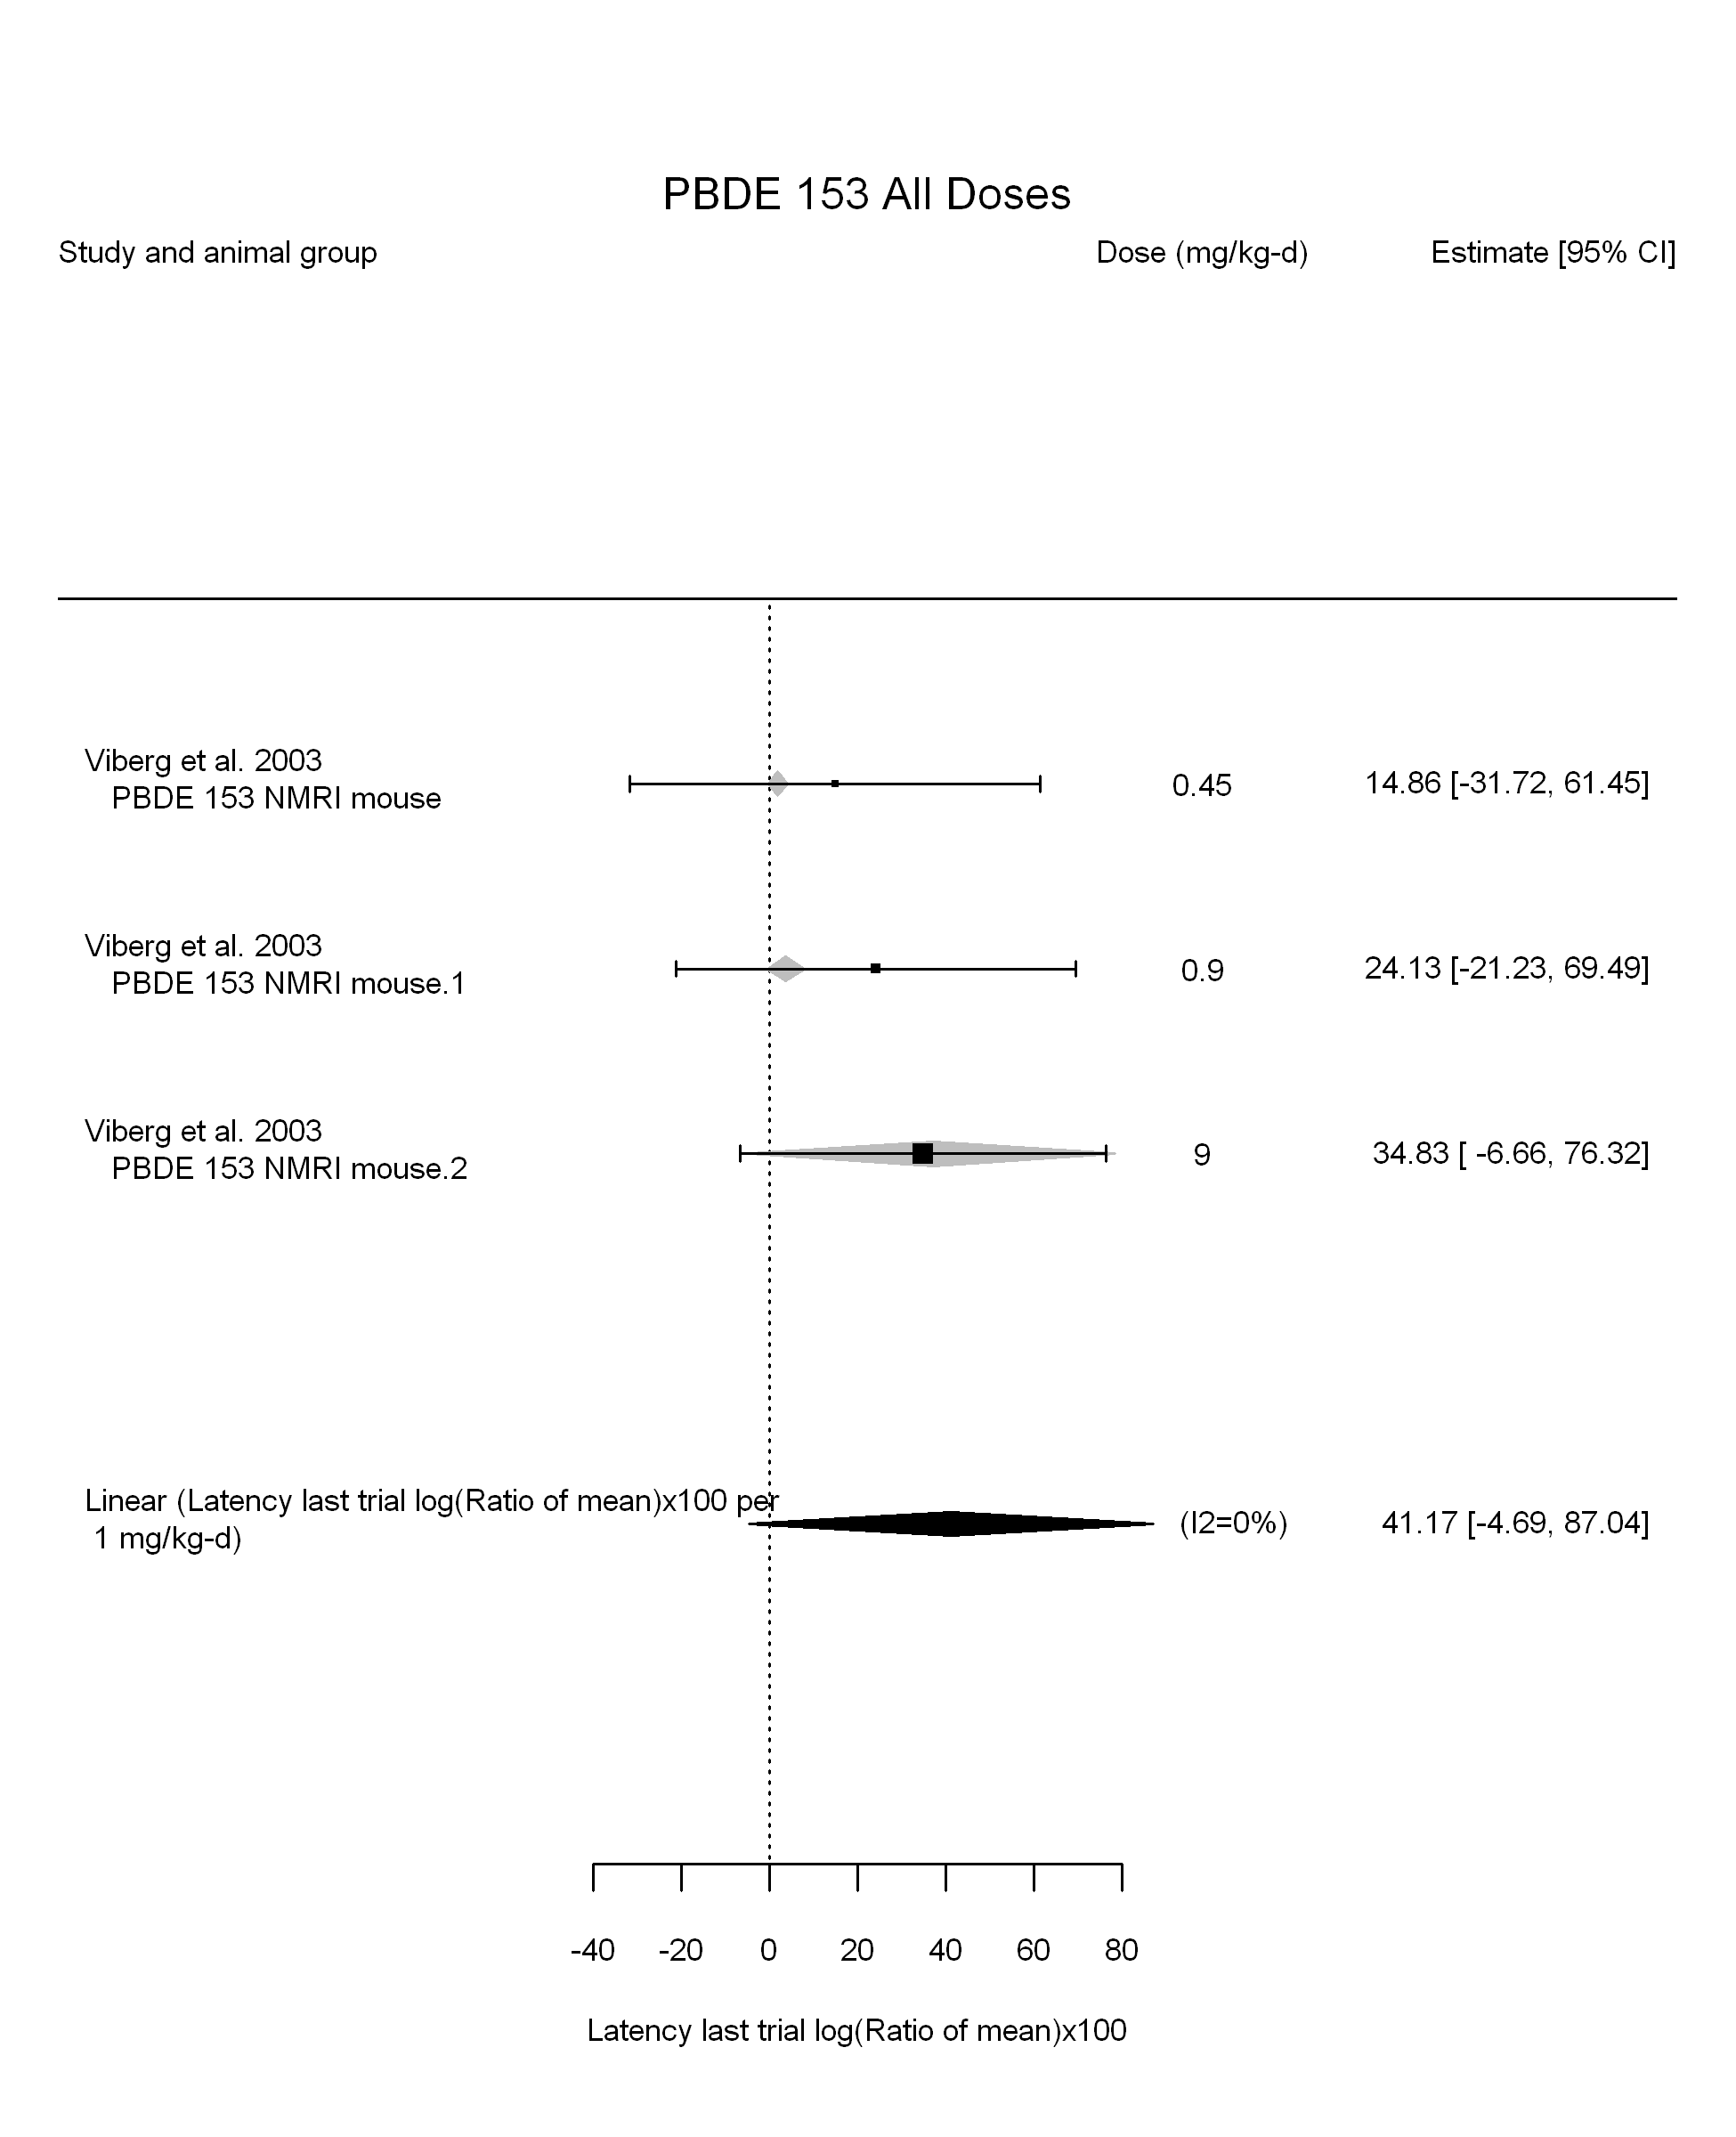 PBDE 153 All Doses
Study and animal group Dose (mg/kg-d) Estimate [95% CI]
Viberg et al. 2003
PBDE 153 NMRI mouse 0.45 14.86 [-31.72, 61.45]
Viberg et al. 2003
PBDE 153 NMRI mouse.1 0.9 24.13 [-21.23, 69.49]
Viberg et al. 2003
PBDE 153 NMRI mouse.2 9 34.83 [ -6.66, 76.32]
Linear (Latency last trial log(Ratio of mean)x100 per
1 mg/kg-d) (I2=0%) 41.17 [-4.69, 87.04]
-40 -20 0 20 40 60 80
Latency last trial log(Ratio of mean)x100